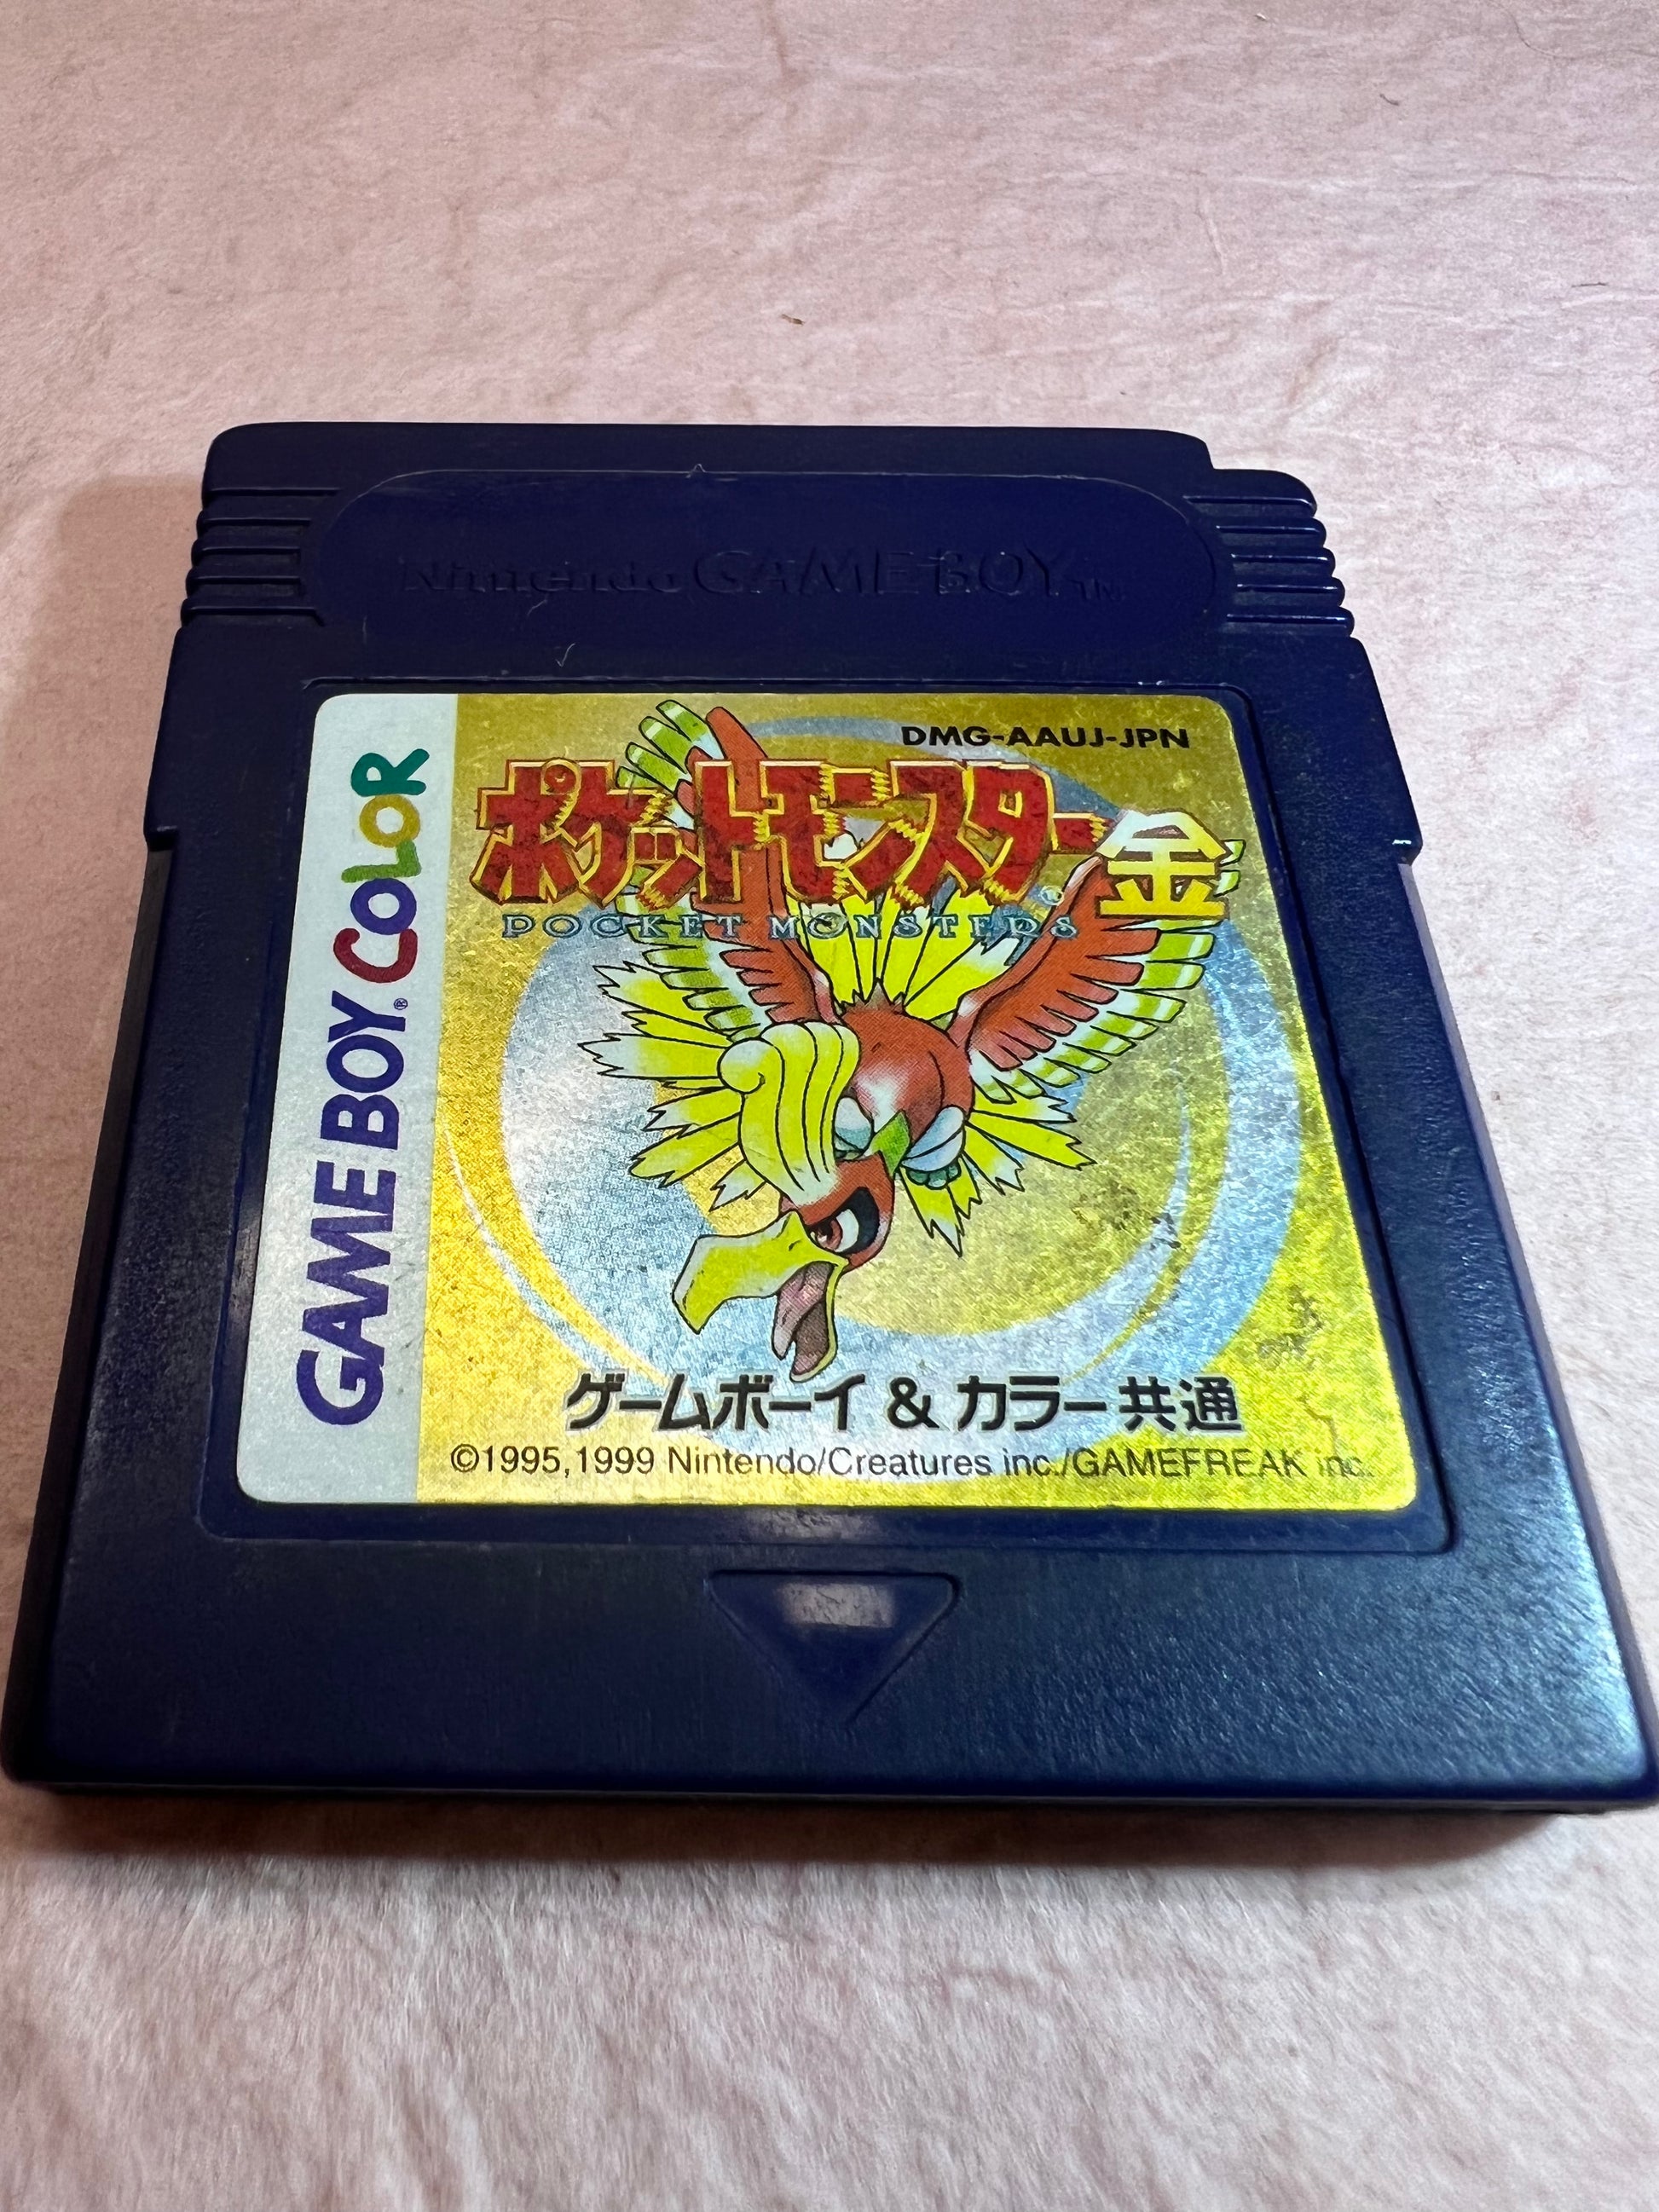 Nintendo GAME BOY TM
GAME BOY® COLOR
DMG-AAUJ-JPN
ポケットモンスター®金
POCKET MONSTERS
ゲームボーイ & カラー共通
©1995,1999 Nintendo/Creatures inc./GAMEFREAK inc.